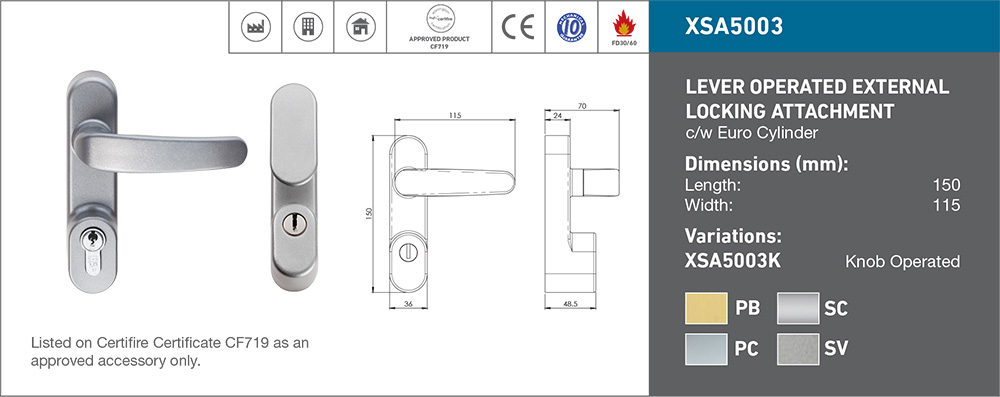 APPROVED PRODUCT
CF719
CE
10
FD30/60
XSA5003
LEVER OPERATED EXTERNAL
LOCKING ATTACHMENT
c/w Euro Cylinder
Dimensions (mm):
Length: 150
Width: 115
Variations:
XSA5003K Knob Operated
PB SC
PC SV
115
150
36
70
24
48.5
Listed on Certifire Certificate CF719 as an
approved accessory only.